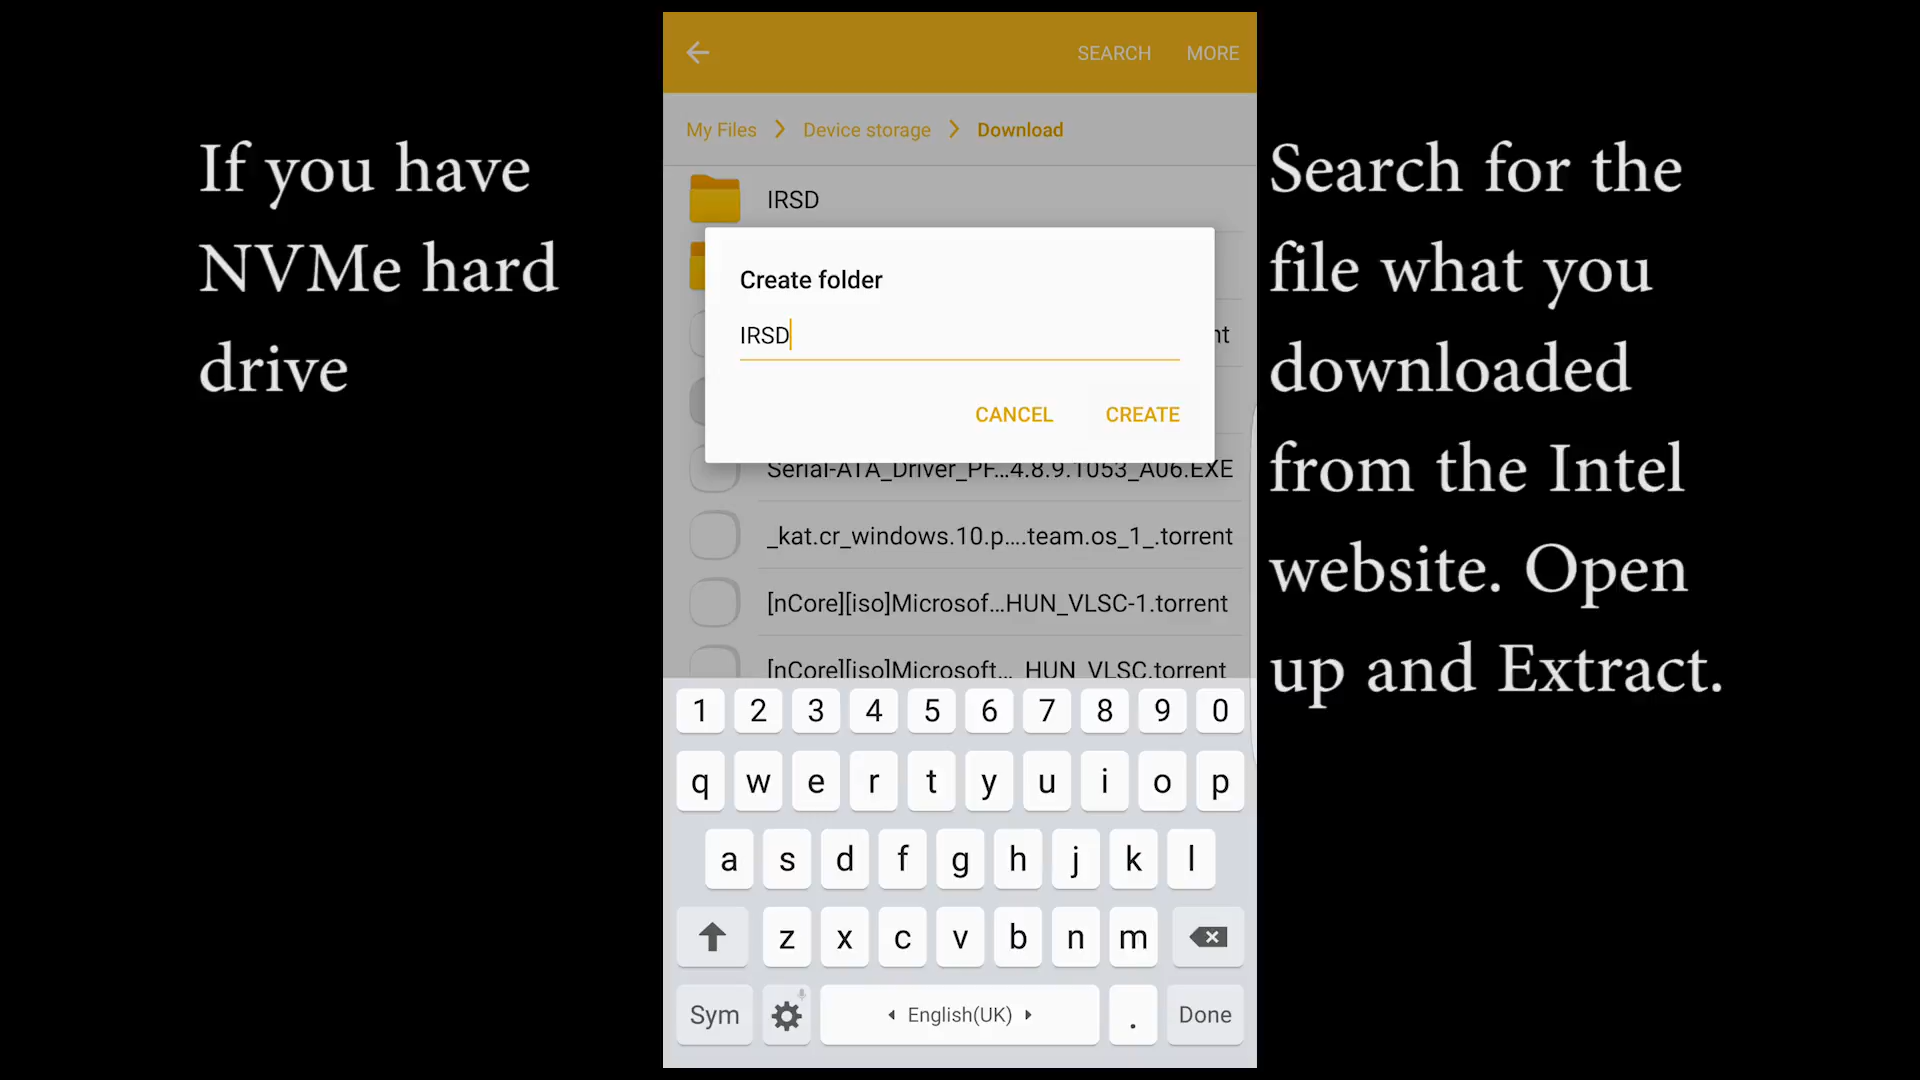 If you have
NVMe hard
drive
SEARCH MORE
My Files Device storage Download
IRSD
Create folder
IRSD
CANCEL CREATE
nt
Serial-ATA_Driver_PF...4.8.9.1053_A06.EXE
_kat.cr_windows.10.p....team.os_1_.torrent
[nCore][iso]Microsof...HUN_VLSC-1.torrent
[nCore][iso]Microsoft... HUN_VLSC.torrent
1 2 3 4 5 6 7 8 9 0
q w e r t y u i o p
a s d f g h j k l
z x c v b n m
Sym English(UK) . Done
Search for the
file what you
downloaded
from the Intel
website. Open
up and Extract.